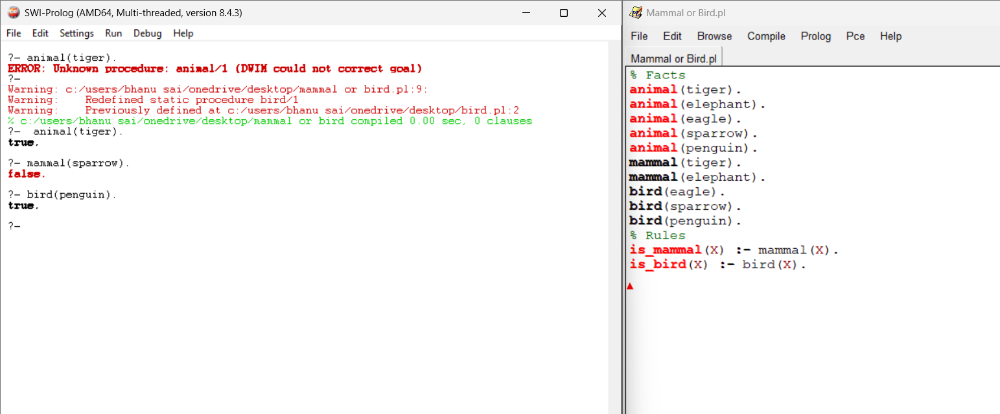 SWI-Prolog (AMD64, Multi-threaded, version 8.4.3)
File Edit Settings Run Debug Help
?- animal(tiger).
ERROR: Unknown procedure: animal/1 (DWIM could not correct goal)
?-
Warning: c:/users/bhanu sai/onedrive/desktop/mammal or bird.pl:9:
Warning:    Redefined static procedure bird/1
Warning:    Previously defined at c:/users/bhanu sai/onedrive/desktop/bird.pl:2
% c:/users/bhanu sai/onedrive/desktop/mammal or bird compiled 0.00 sec, 0 clauses
?-  animal(tiger).
true.
?- mammal(sparrow).
false.
?- bird(penguin).
true.
?-
Mammal or Bird.pl
File Edit Browse Compile Prolog Pce Help
Mammal or Bird.pl
% Facts
animal(tiger).
animal(elephant).
animal(eagle).
animal(sparrow).
animal(penguin).
mammal(tiger).
mammal(elephant).
bird(eagle).
bird(sparrow).
bird(penguin).
% Rules
is_mammal(X) :- mammal(X).
is_bird(X) :- bird(X).